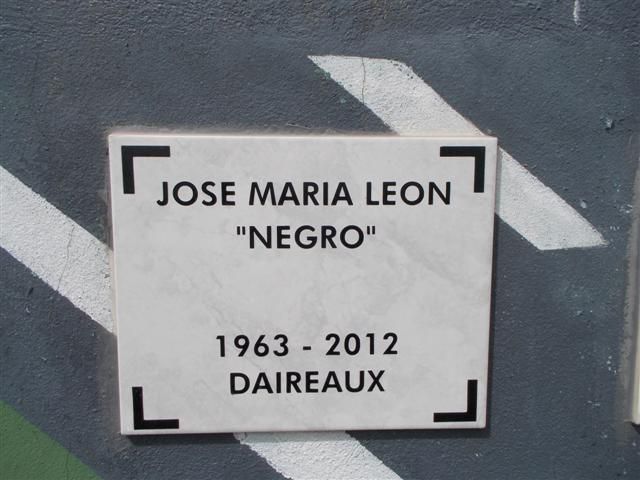 JOSE MARIA LEON
"NEGRO"
1963 - 2012
DAIREAUX